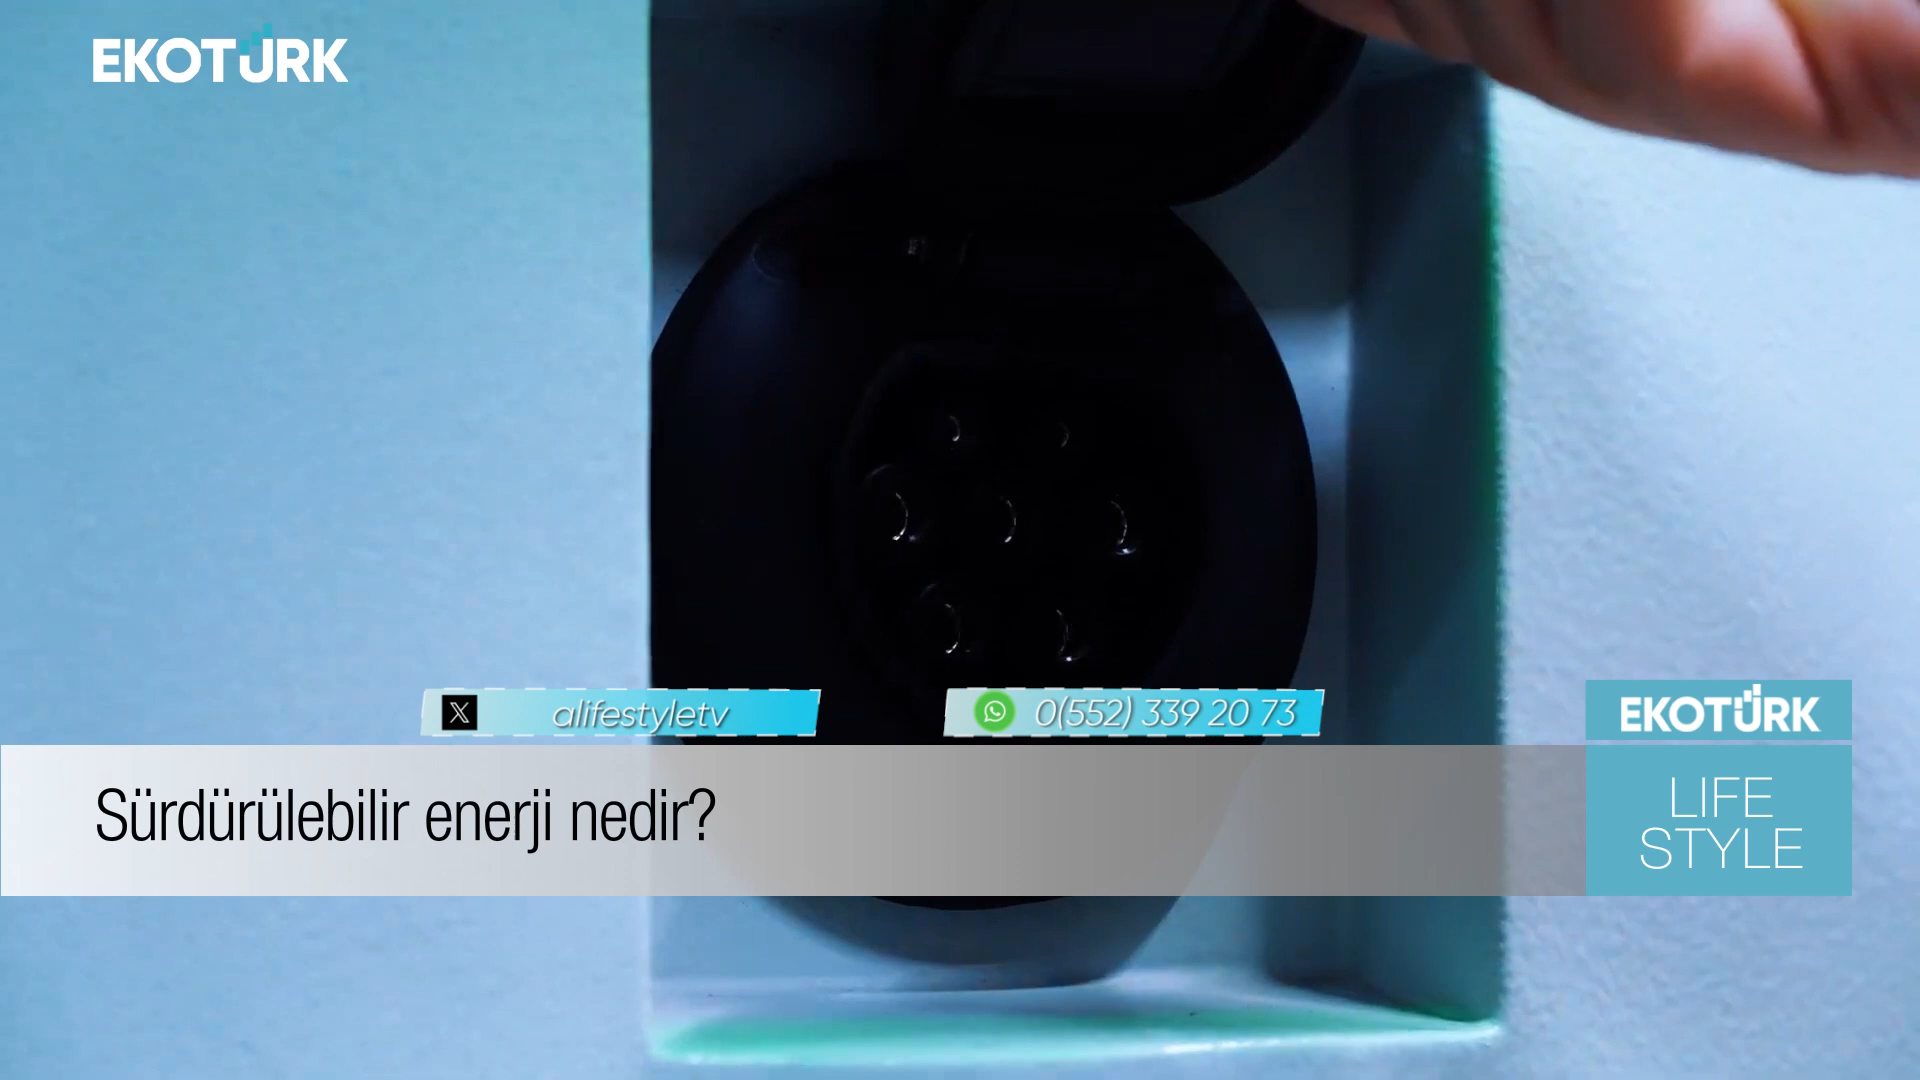 EKOTÜRK
alifestyletv
0(552) 339 20 73
EKOTÜRK
Sürdürülebilir enerji nedir?
LIFE
STYLE